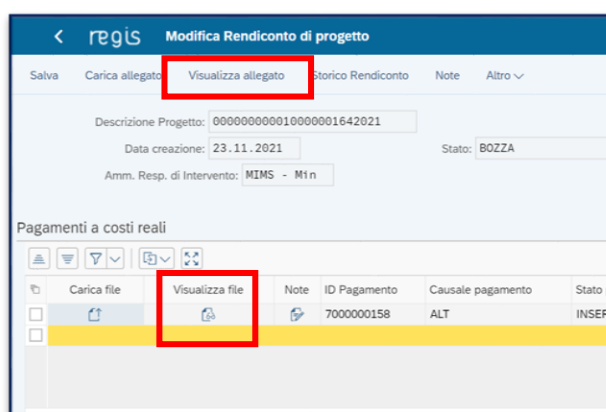 regis Modifica Rendiconto di progetto
Salva Carica allegato Visualizza allegato Storico Rendiconto Note Altro
Descrizione Progetto: 000000000010000001642021
Data creazione: 23.11.2021 Stato: BOZZA
Amm. Resp. di Intervento: MIMS - Min
Pagamenti a costi reali
Carica file Visualizza file Note ID Pagamento Causale pagamento Stato
7000000158 ALT INSER